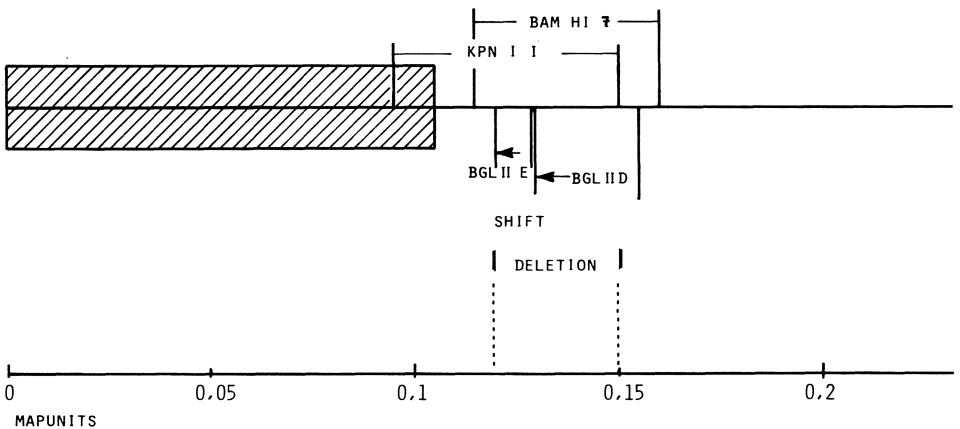 BAM HI 7
KPN I I
BGL II E
BGL II D
SHIFT
DELETION
0 0,05 0,1 0,15 0,2
MAPUNITS